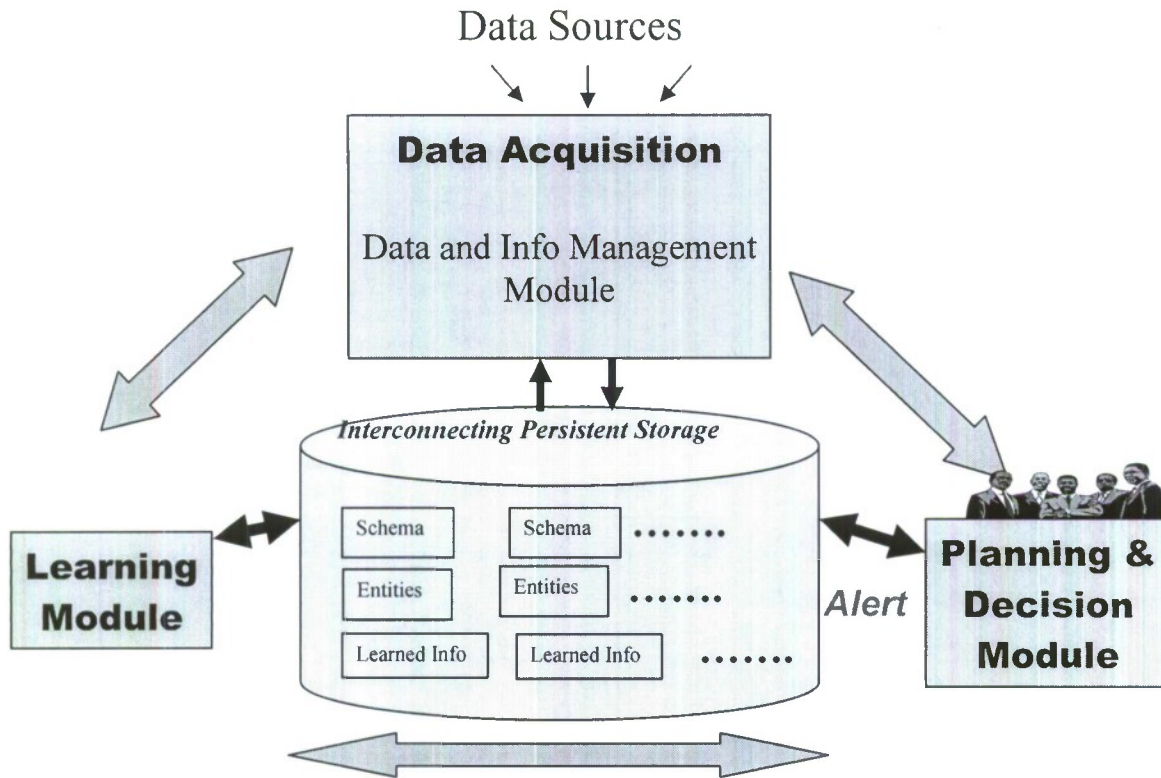 Data Sources
Data Acquisition
Data and Info Management
Module
Interconnecting Persistent Storage
Schema
Schema
.......
Entities
Entities
.......
Learned Info
Learned Info
.......
Learning
Module
Alert
Planning &
Decision
Module